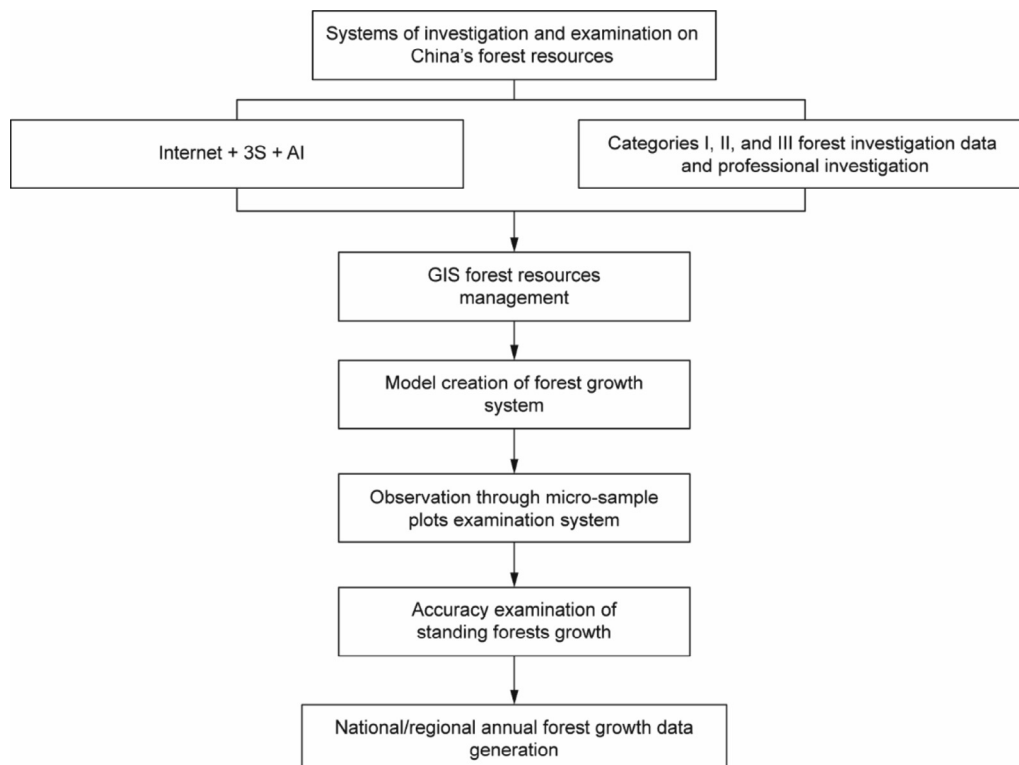 Systems of investigation and examination on
China’s forest resources
Internet + 3S + AI
Categories I, II, and III forest investigation data
and professional investigation
GIS forest resources
management
Model creation of forest growth
system
Observation through micro-sample
plots examination system
Accuracy examination of
standing forests growth
National/regional annual forest growth data
generation